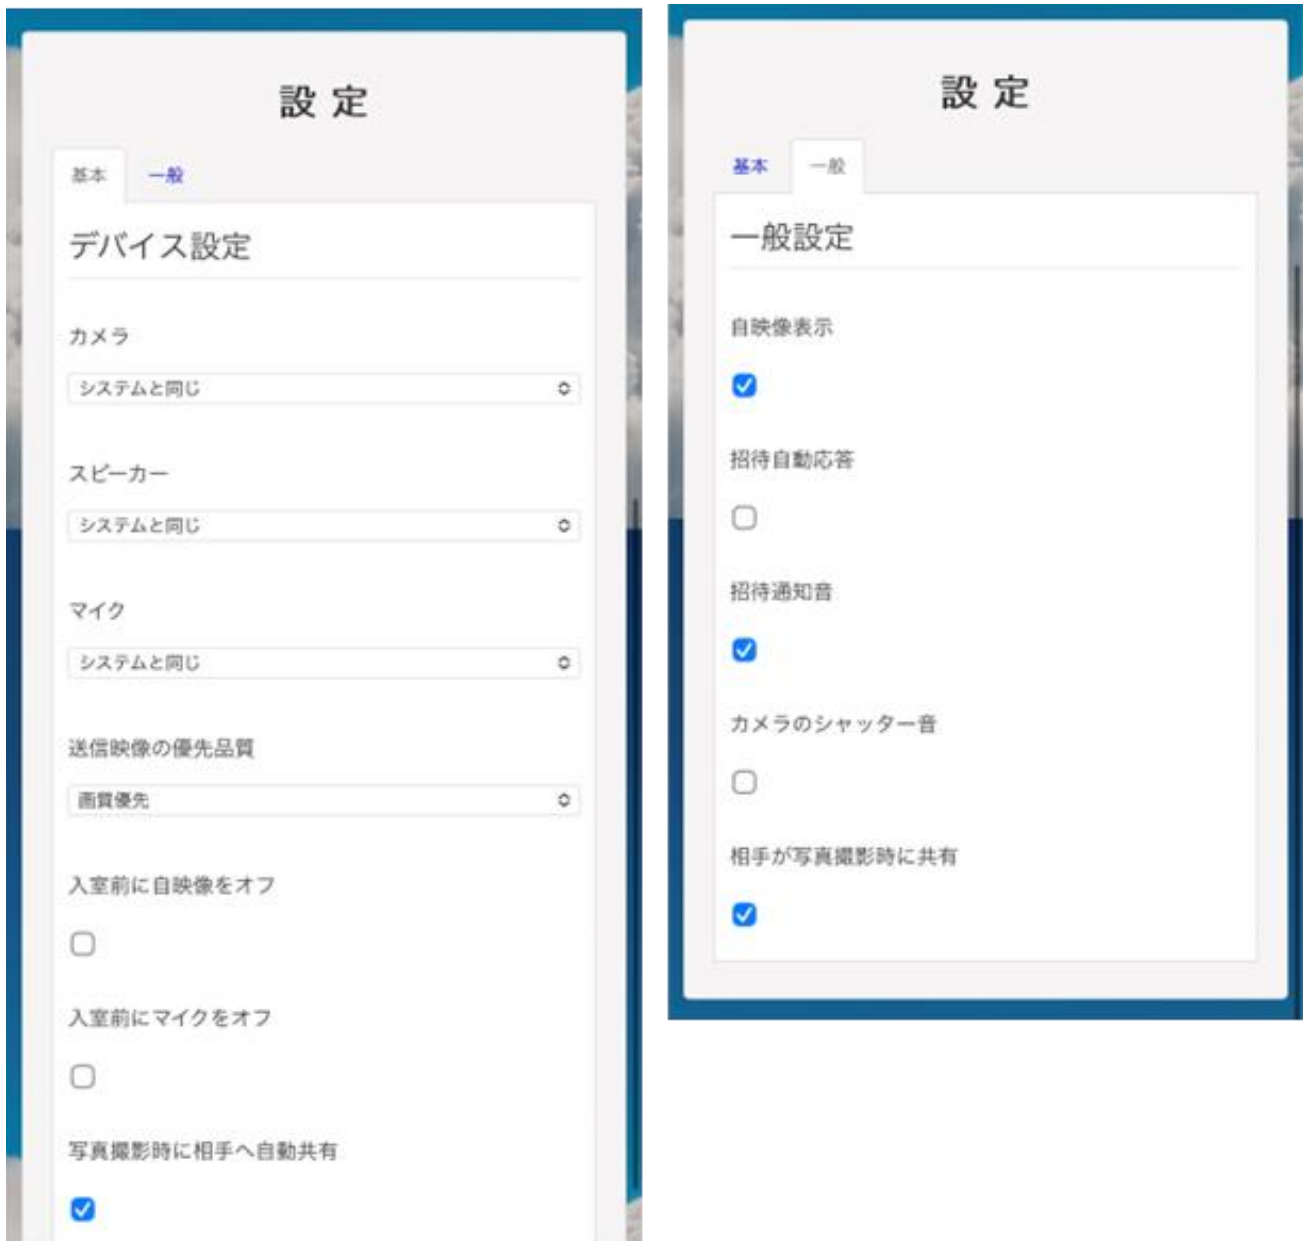 設定
基本
一般
デバイス設定
カメラ
システムと同じ
スピーカー
システムと同じ
マイク
システムと同じ
送信映像の優先品質
画質優先
入室前に自映像をオフ
入室前にマイクをオフ
写真撮影時に相手へ自動共有
設定
基本
一般
一般設定
自映像表示
招待自動応答
招待通知音
カメラのシャッター音
相手が写真撮影時に共有